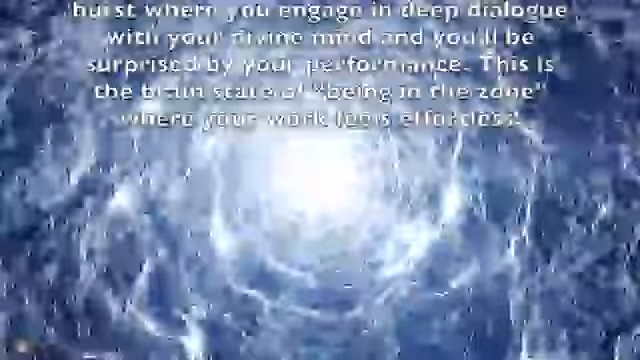 burst where you engage in deep dialogue
with your divine mind and you'll be
surprised by your performance. This is
the brain state of "being in the zone"
where your work feels effortless!